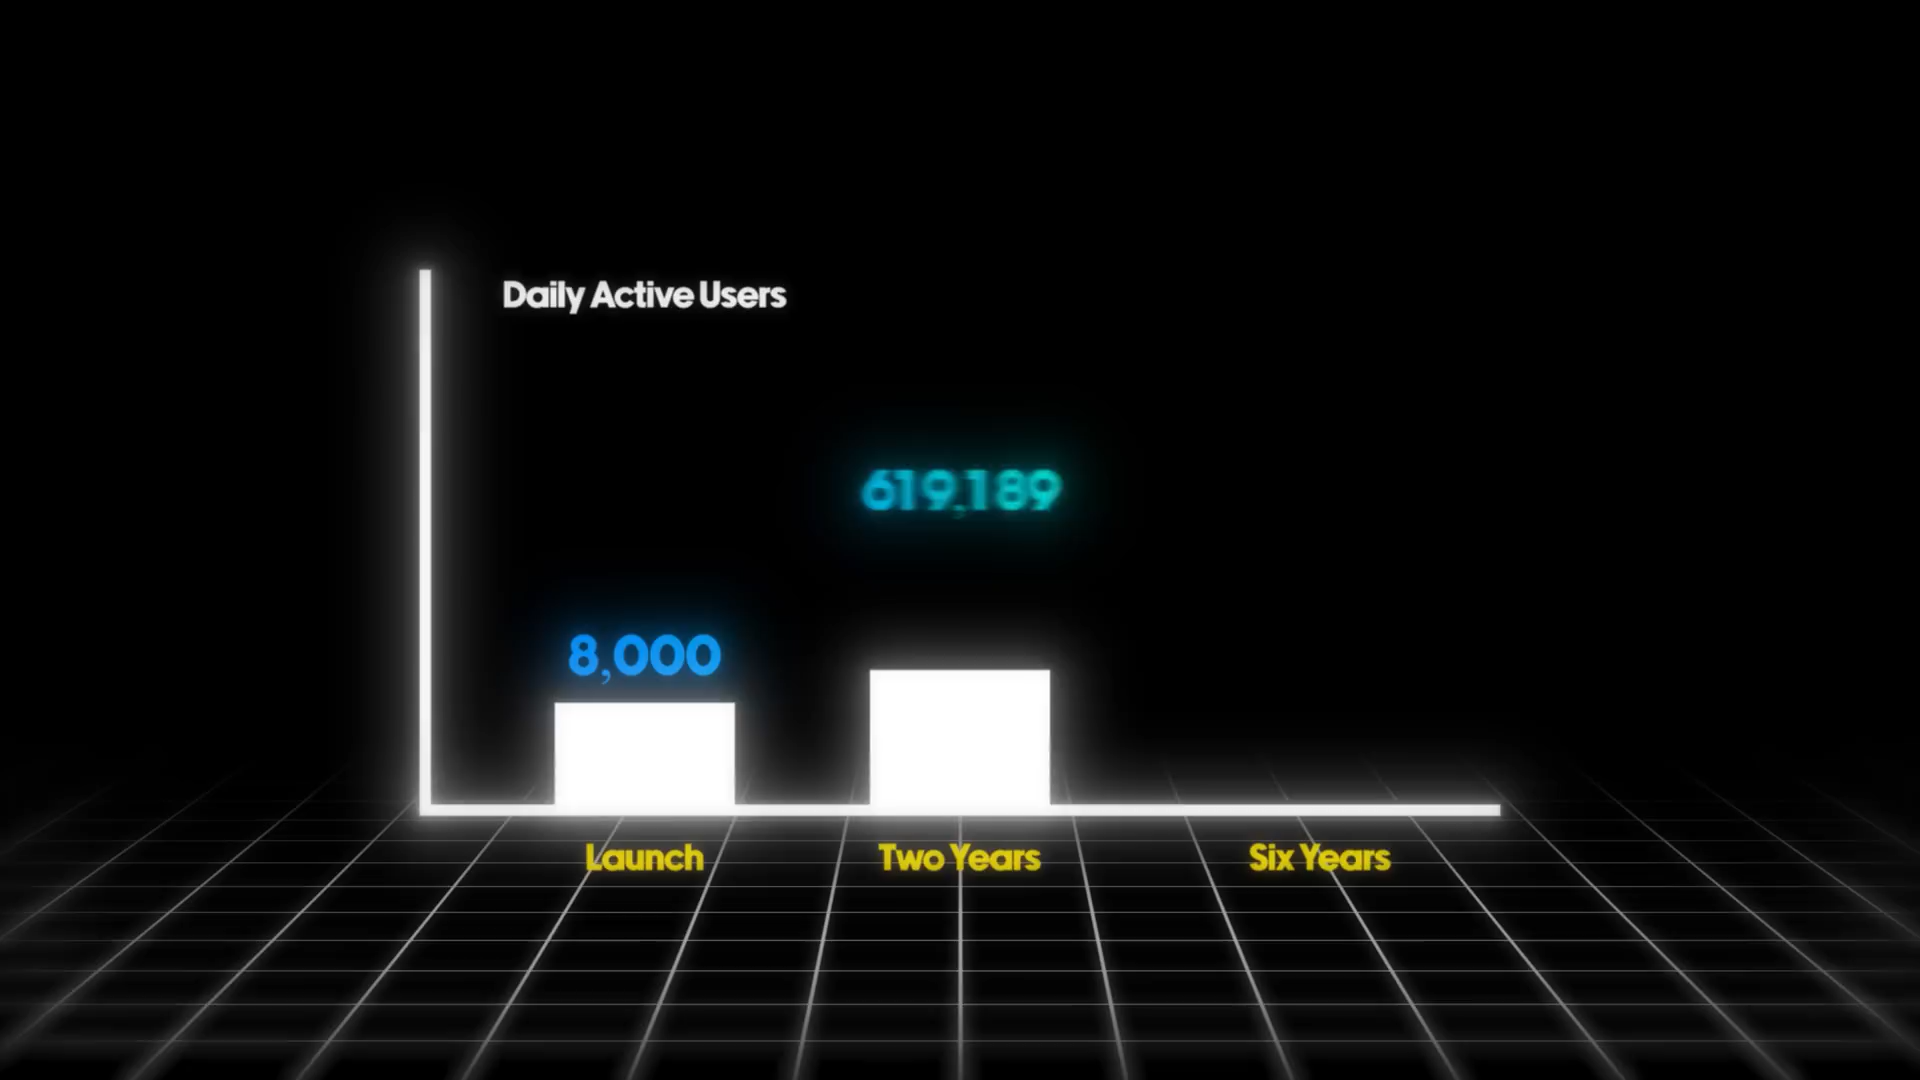 Daily Active Users
619,189
8,000
Launch
Two Years
Six Years